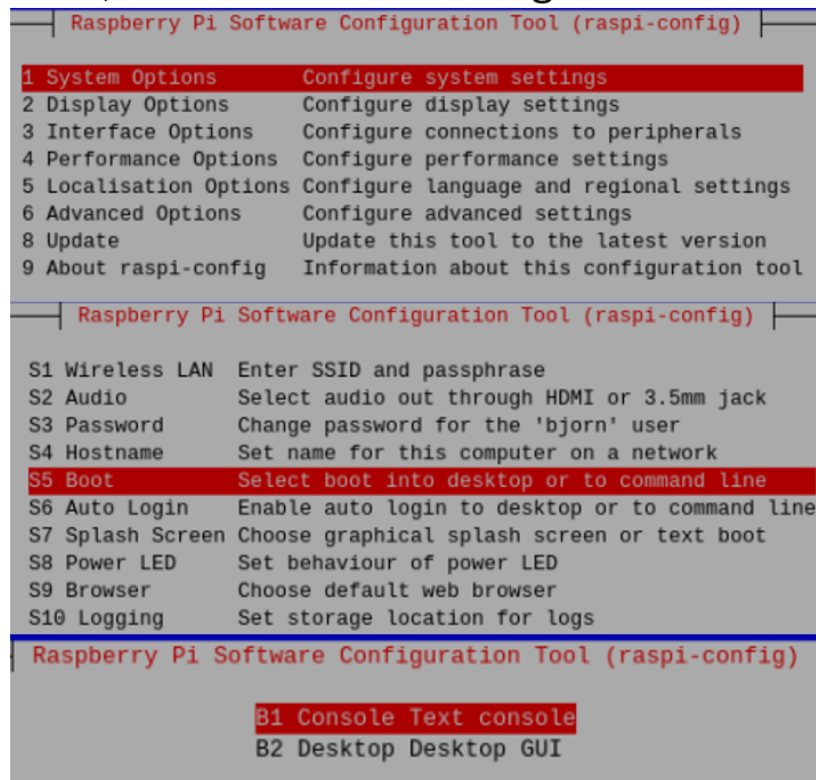 Raspberry Pi Software Configuration Tool (raspi-config)
1 System Options Configure system settings
2 Display Options Configure display settings
3 Interface Options Configure connections to peripherals
4 Performance Options Configure performance settings
5 Localisation Options Configure language and regional settings
6 Advanced Options Configure advanced settings
8 Update Update this tool to the latest version
9 About raspi-config Information about this configuration tool
Raspberry Pi Software Configuration Tool (raspi-config)
S1 Wireless LAN Enter SSID and passphrase
S2 Audio Select audio out through HDMI or 3.5mm jack
S3 Password Change password for the 'bjorn' user
S4 Hostname Set name for this computer on a network
S5 Boot Select boot into desktop or to command line
S6 Auto Login Enable auto login to desktop or to command line
S7 Splash Screen Choose graphical splash screen or text boot
S8 Power LED Set behaviour of power LED
S9 Browser Choose default web browser
S10 Logging Set storage location for logs
Raspberry Pi Software Configuration Tool (raspi-config)
B1 Console Text console
B2 Desktop Desktop GUI